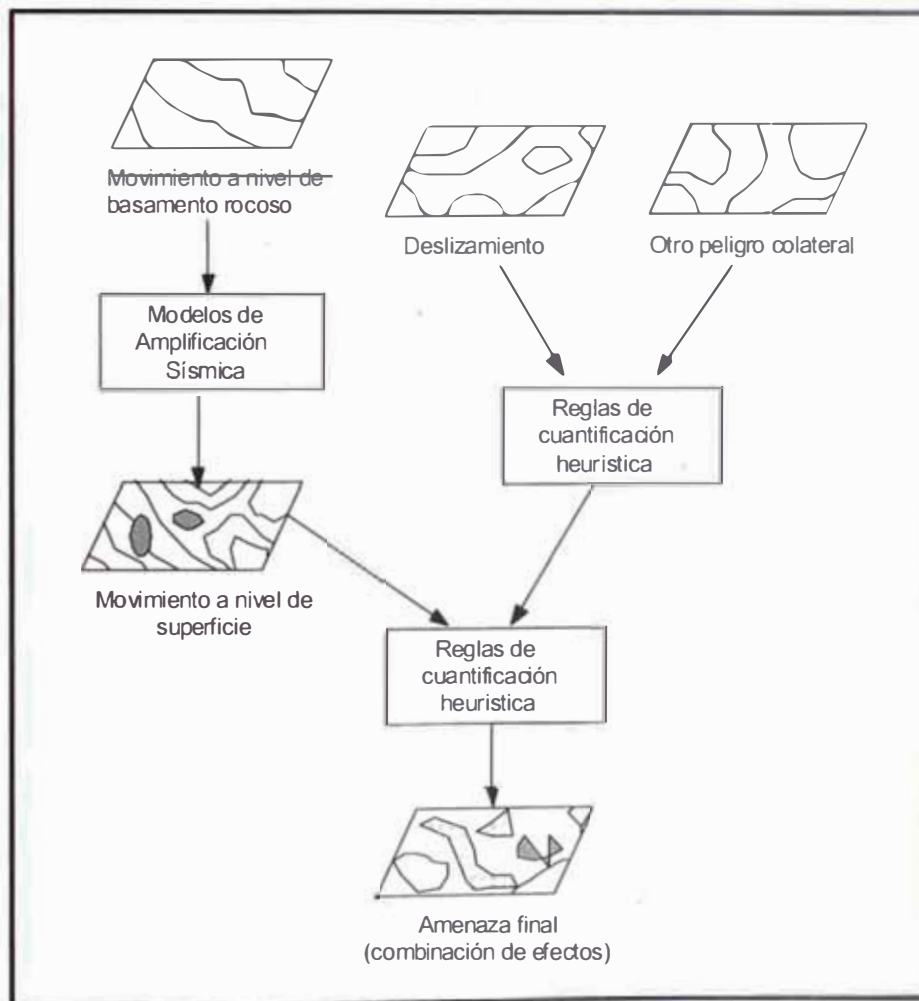 Movimiento a nivel de
basamento rocoso
Deslizamiento
Otro peligro colateral
Modelos de
Amplificación
Sísmica
Reglas de
cuantificación
heuristica
Movimiento a nivel de
superficie
Reglas de
cuantificación
heuristica
Amenaza final
(combinación de efectos)